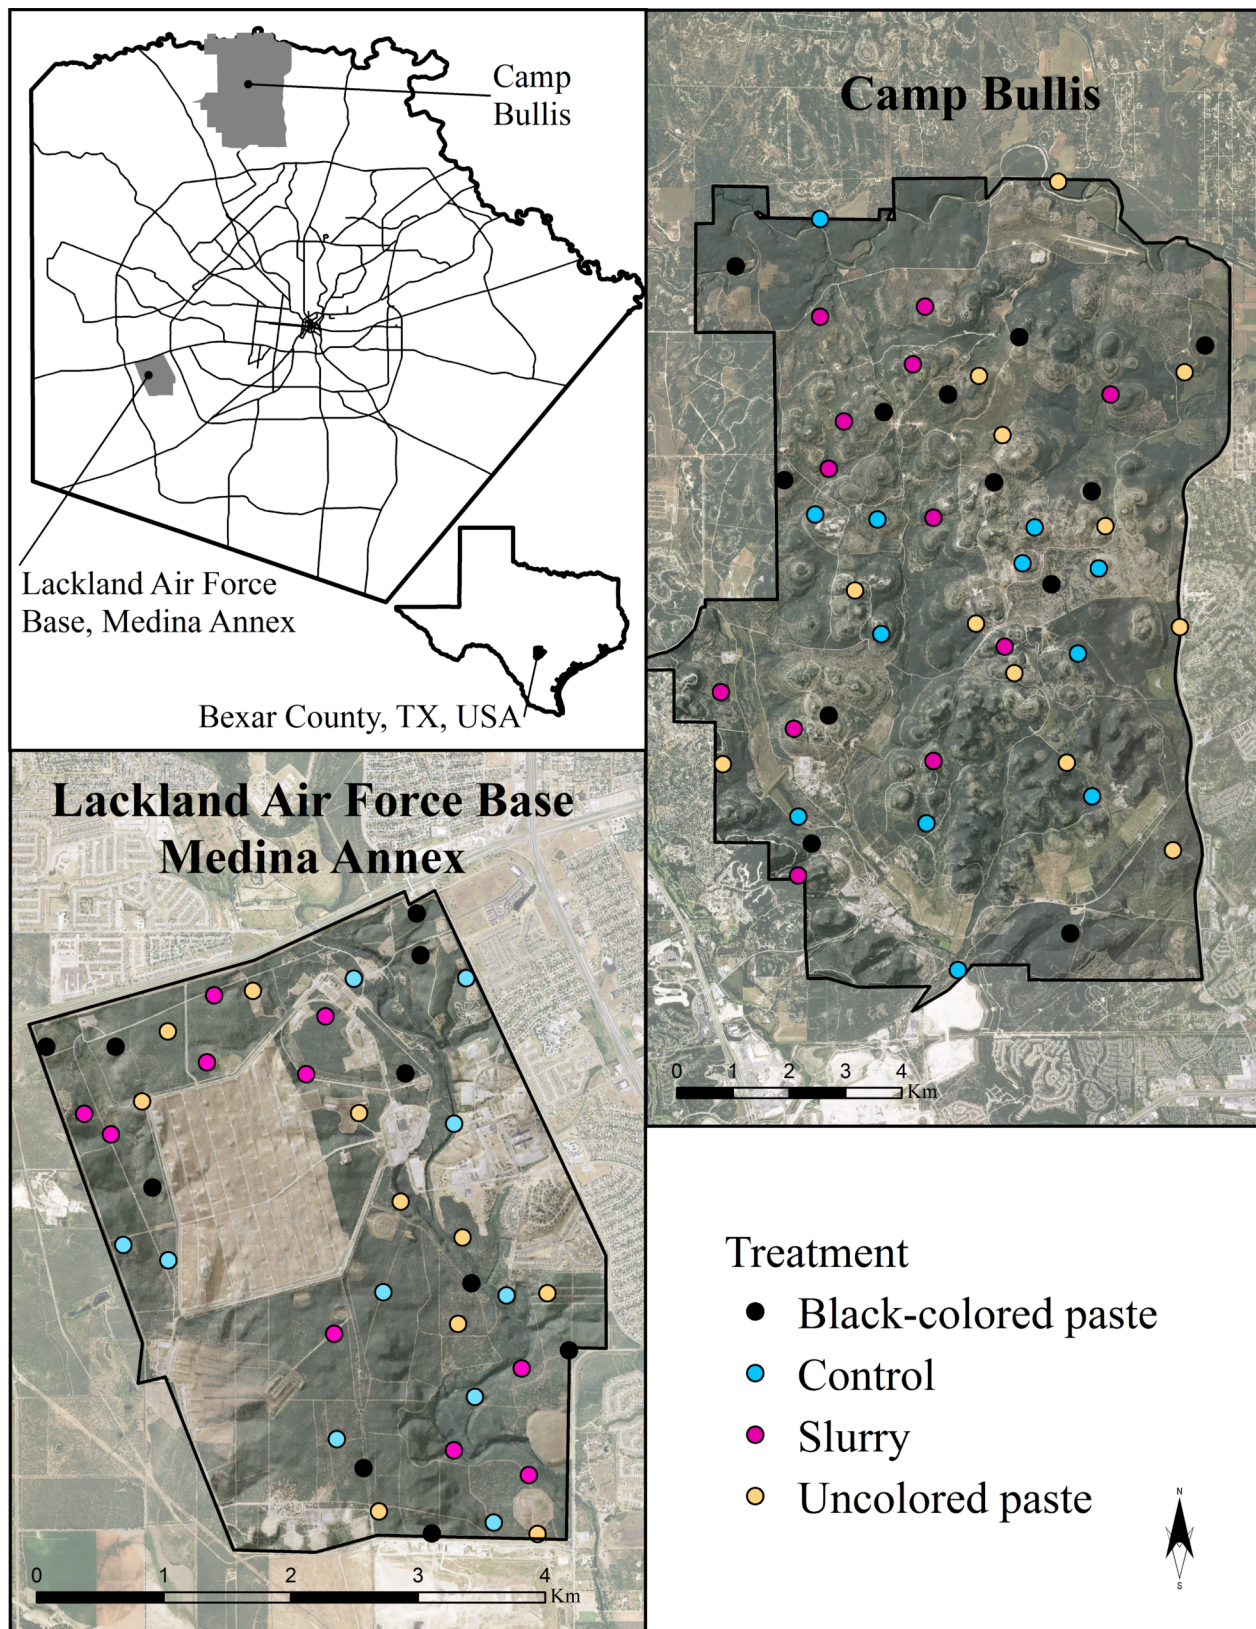 Camp
Bullis
Lackland Air Force
Base, Medina Annex
Bexar County, TX, USA
Camp Bullis
0 1 2 3 4
Km
Lackland Air Force Base
Medina Annex
0 1 2 3 4
Km
Treatment
Black-colored paste
Control
Slurry
Uncolored paste
N
S